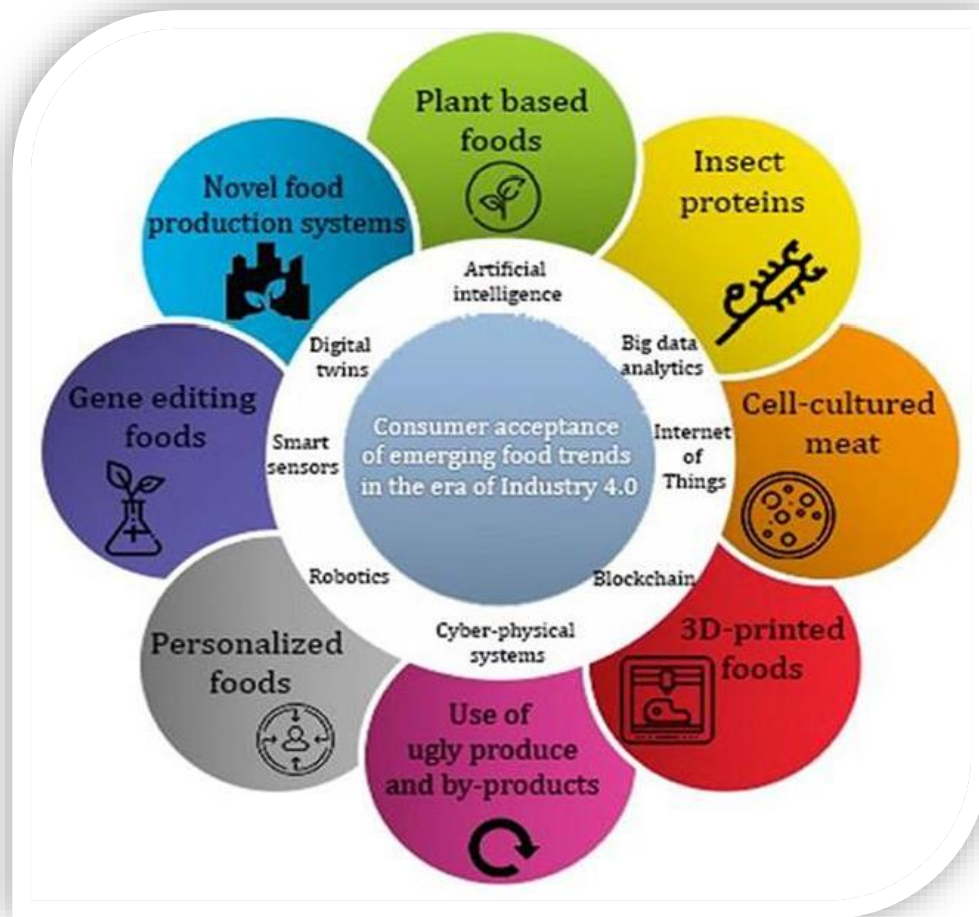 Plant based
foods
Insect
proteins
Cell-cultured
meat
3D-printed
foods
Use of
ugly produce
and by-products
Personalized
foods
Gene editing
foods
Novel food
production systems
Artificial
intelligence
Big data
analytics
Internet
of
Things
Blockchain
Cyber-physical
systems
Robotics
Smart
sensors
Digital
twins
Consumer acceptance
of emerging food trends
in the era of Industry 4.0